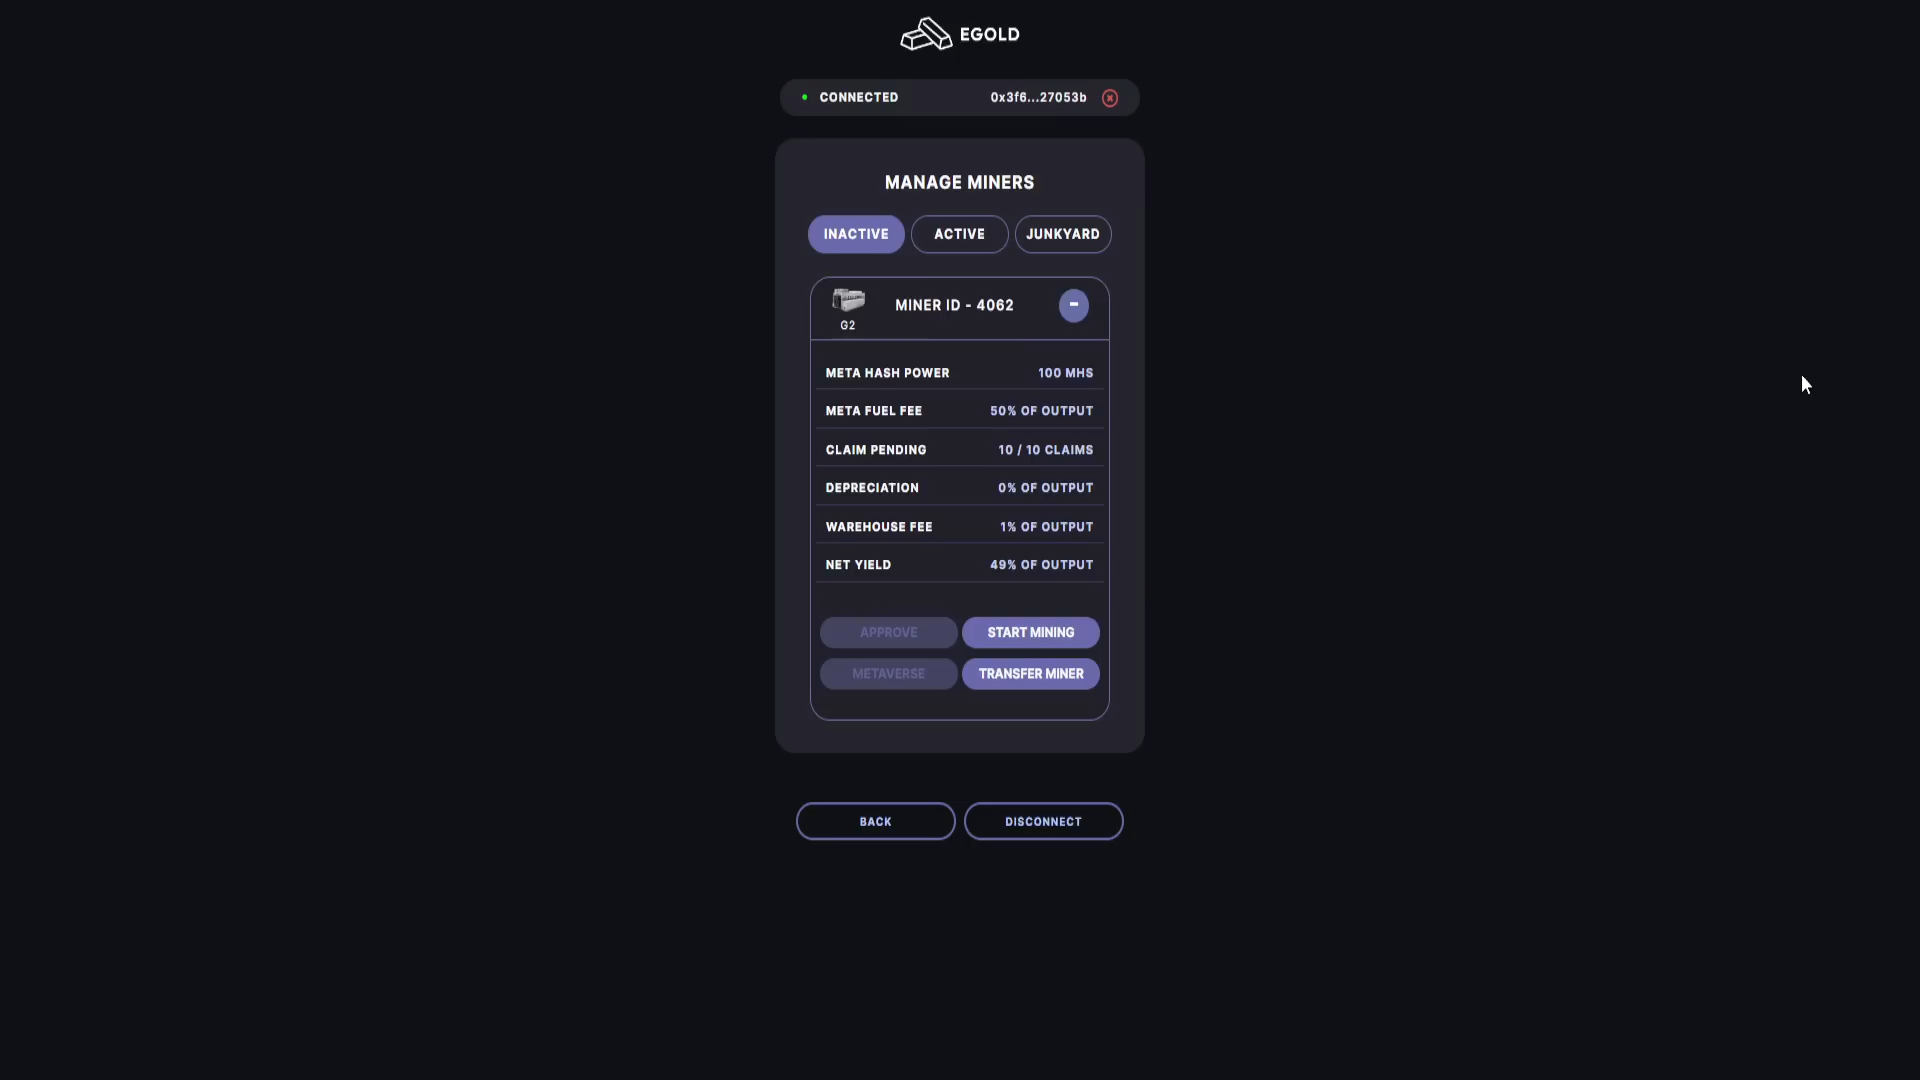 EGOLD
CONNECTED 0x3f6...27053b
MANAGE MINERS
INACTIVE ACTIVE JUNKYARD
G2 MINER ID - 4062 -
META HASH POWER 100 MHS
META FUEL FEE 50% OF OUTPUT
CLAIM PENDING 10 / 10 CLAIMS
DEPRECIATION 0% OF OUTPUT
WAREHOUSE FEE 1% OF OUTPUT
NET YIELD 49% OF OUTPUT
APPROVE START MINING
METAVERSE TRANSFER MINER
BACK DISCONNECT